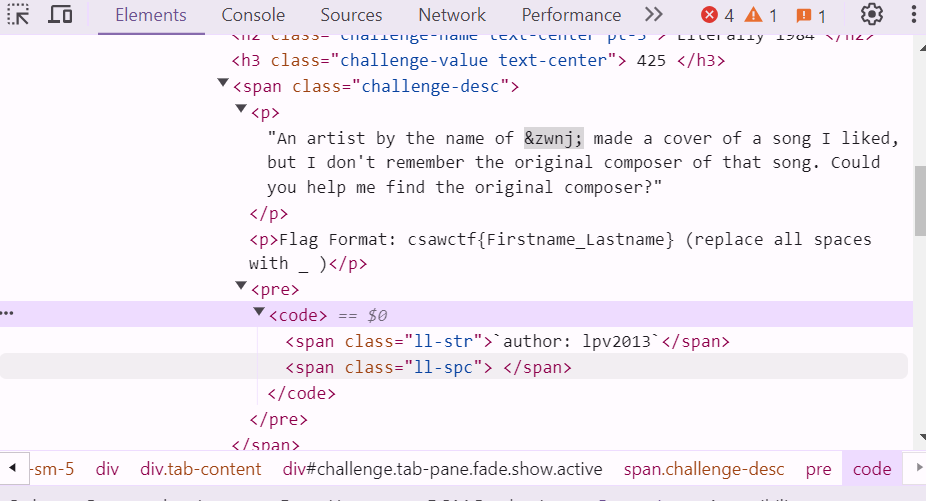 Elements Console Sources Network Performance 4 1 1
<h2 class="challenge-name text-center pt-3"> Literally 1984 </h2>
<h3 class="challenge-value text-center"> 425 </h3>
<span class="challenge-desc">
<p>
"An artist by the name of &zwnj; made a cover of a song I liked,
but I don't remember the original composer of that song. Could
you help me find the original composer?"
</p>
<p>Flag Format: csawctf{Firstname_Lastname} (replace all spaces
with _ )</p>
<pre>
<code> == $0
<span class="ll-str">`author: lpv2013`</span>
<span class="ll-spc"> </span>
</code>
</pre>
</span>
-sm-5 div div.tab-content div#challenge.tab-pane.fade.show.active span.challenge-desc pre code